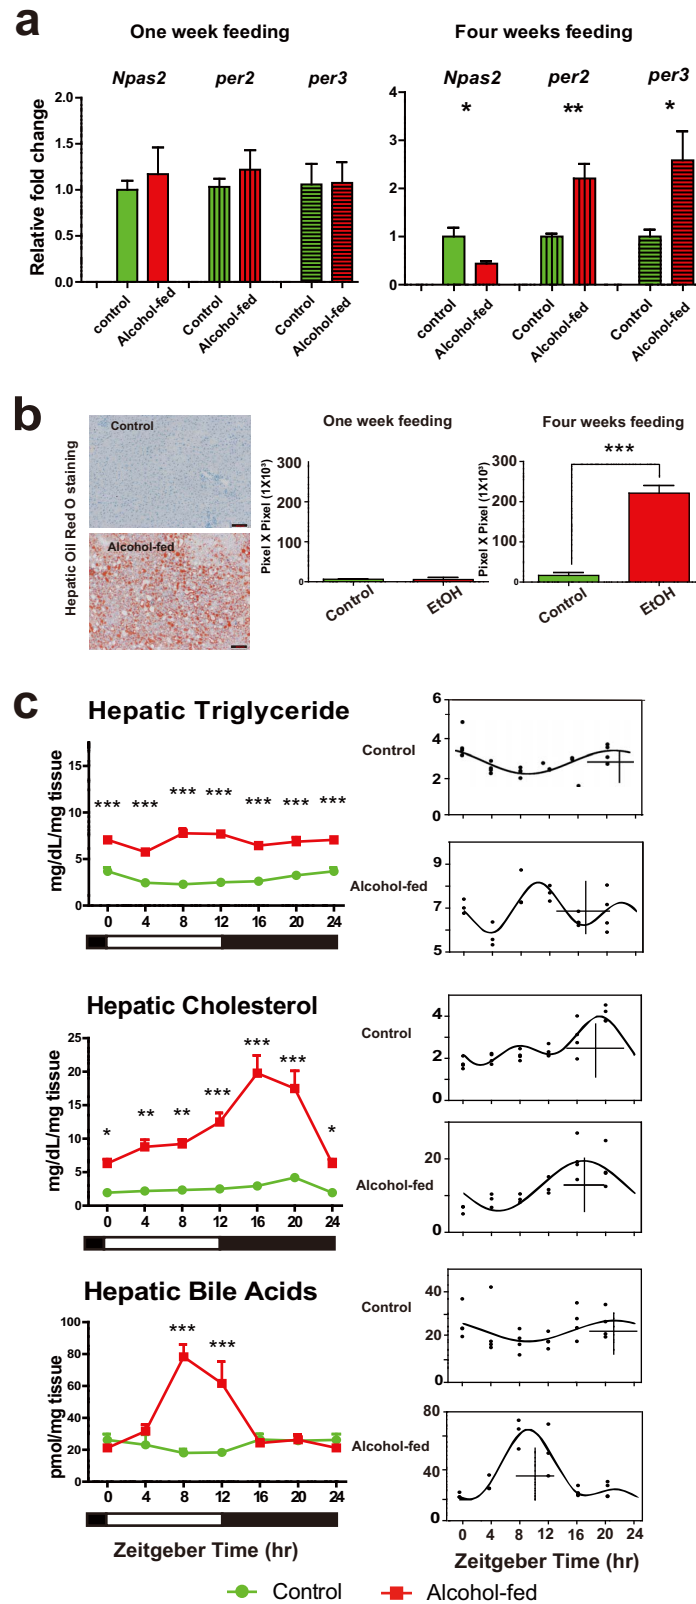 a
One week feeding
Four weeks feeding
Npas2 per2 per3
Npas2 per2 per3
* ** *
Relative fold change
2.0
1.5
1.0
0.5
0.0
4
3
2
1
0
control
Alcohol-fed
Control
Alcohol-fed
Control
Alcohol-fed
control
Alcohol-fed
Control
Alcohol-fed
Control
Alcohol-fed
b
Hepatic Oil Red O staining
Control
Alcohol-fed
One week feeding
Pixel X Pixel (1X10³)
300
200
100
0
Control
EtOH
Four weeks feeding
Pixel X Pixel (1X10³)
300
200
100
0
***
Control
EtOH
c
Hepatic Triglyceride
mg/dL/mg tissue
15
10
5
0
*** *** *** *** *** *** ***
0 4 8 12 16 20 24
Control
6
4
2
0
Alcohol-fed
9
7
5
Hepatic Cholesterol
mg/dL/mg tissue
25
20
15
10
5
0
* ** ** *** *** *** *
0 4 8 12 16 20 24
Control
4
2
0
Alcohol-fed
20
0
Hepatic Bile Acids
pmol/mg tissue
100
80
60
40
20
0
*** ***
0 4 8 12 16 20 24
Zeitgeber Time (hr)
Control
40
20
0
Alcohol-fed
80
40
0
0 4 8 12 16 20 24
Zeitgeber Time (hr)
Control Alcohol-fed